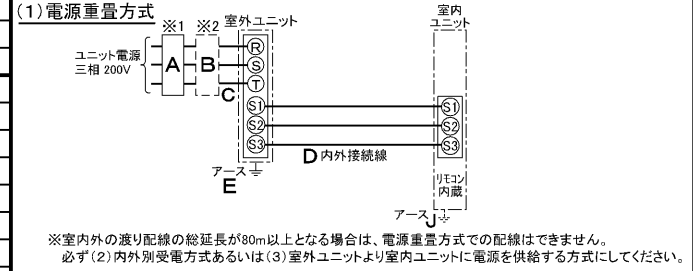 (1)電源重畳方式
※1 ※2 室外ユニット
室内
ユニット
ユニット電源
三相 200V
A B
R
S
T
C
S1 S1
S2 S2
S3 S3
D 内外接続線
アース
E
リモコン
内蔵
アース J
※室内外の渡り配線の総延長が80m以上となる場合は、電源重畳方式での配線はできません。
必ず(2)内外別受電方式あるいは(3)室外ユニットより室内ユニットに電源を供給する方式にしてください。